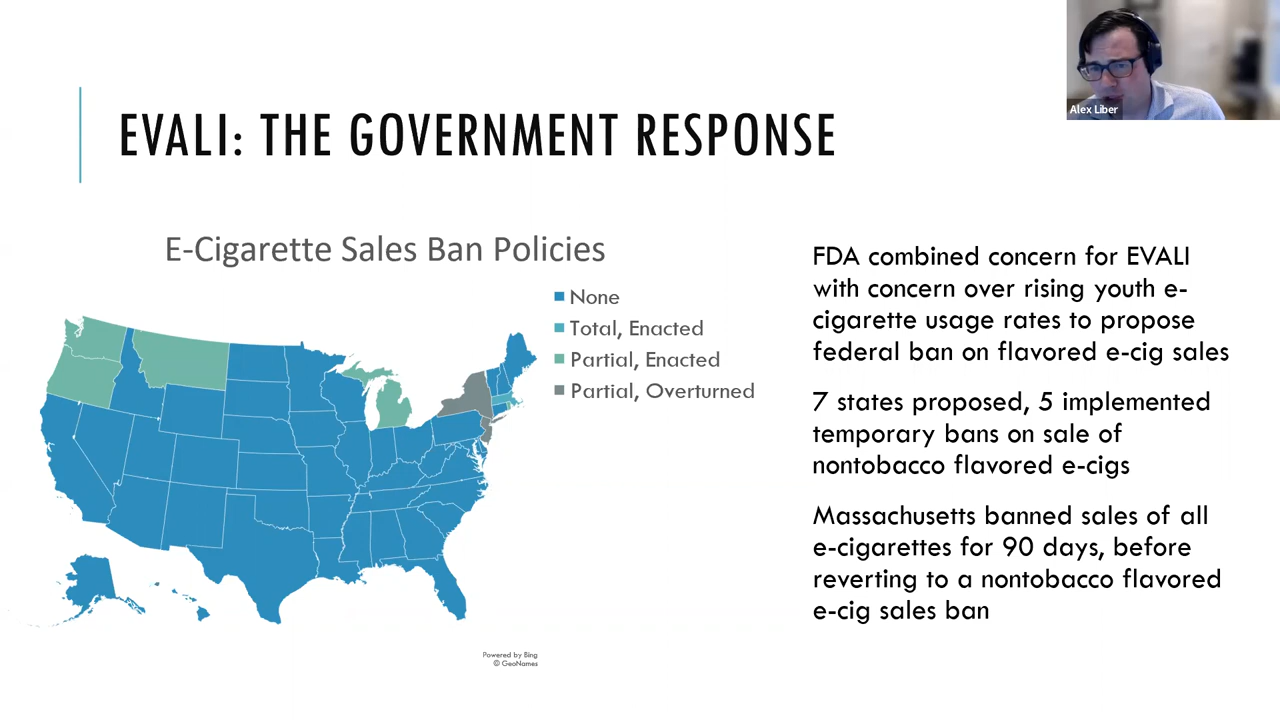 Alex Liber
EVALI: THE GOVERNMENT RESPONSE
E-Cigarette Sales Ban Policies
None
Total, Enacted
Partial, Enacted
Partial, Overturned
Powered by Bing
© GeoNames
FDA combined concern for EVALI
with concern over rising youth e-
cigarette usage rates to propose
federal ban on flavored e-cig sales
7 states proposed, 5 implemented
temporary bans on sale of
nontobacco flavored e-cigs
Massachusetts banned sales of all
e-cigarettes for 90 days, before
reverting to a nontobacco flavored
e-cig sales ban